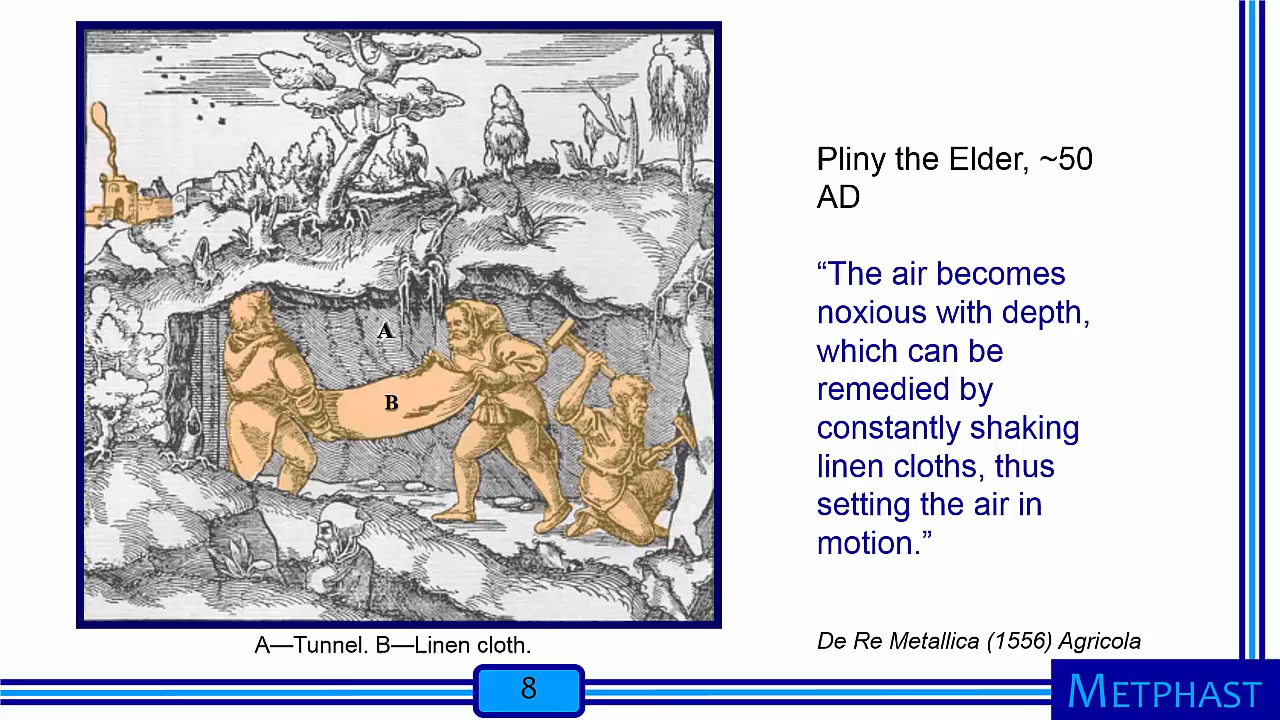 A
B
A—Tunnel. B—Linen cloth.
Pliny the Elder, ~50
AD
“The air becomes
noxious with depth,
which can be
remedied by
constantly shaking
linen cloths, thus
setting the air in
motion.”
De Re Metallica (1556) Agricola
8
METPHAST